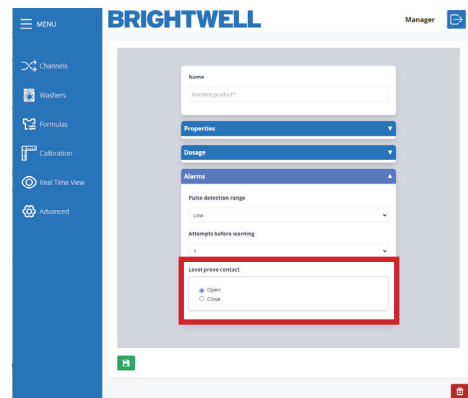 MENU
BRIGHTWELL
Manager
Channels
Washers
Formulas
Calibration
Real Time View
Advanced
Name
Nombre product*
Properties
Dosage
Alarms
Pulse detection range
Low
Attempts before warning
1
Level prove contact
Open
Close